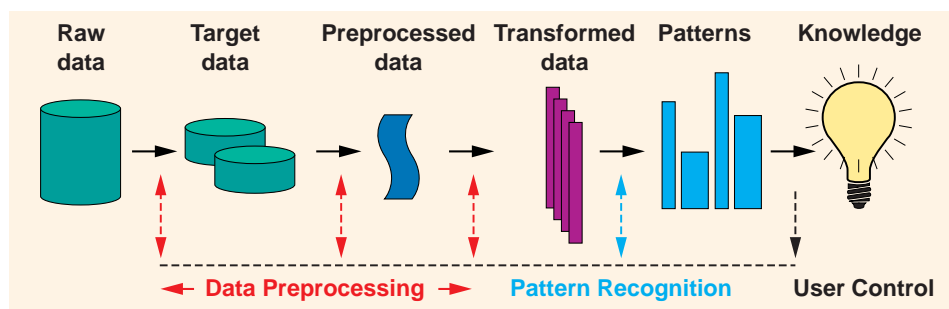 Raw data
Target data
Preprocessed data
Transformed data
Patterns
Knowledge
Data Preprocessing
Pattern Recognition
User Control